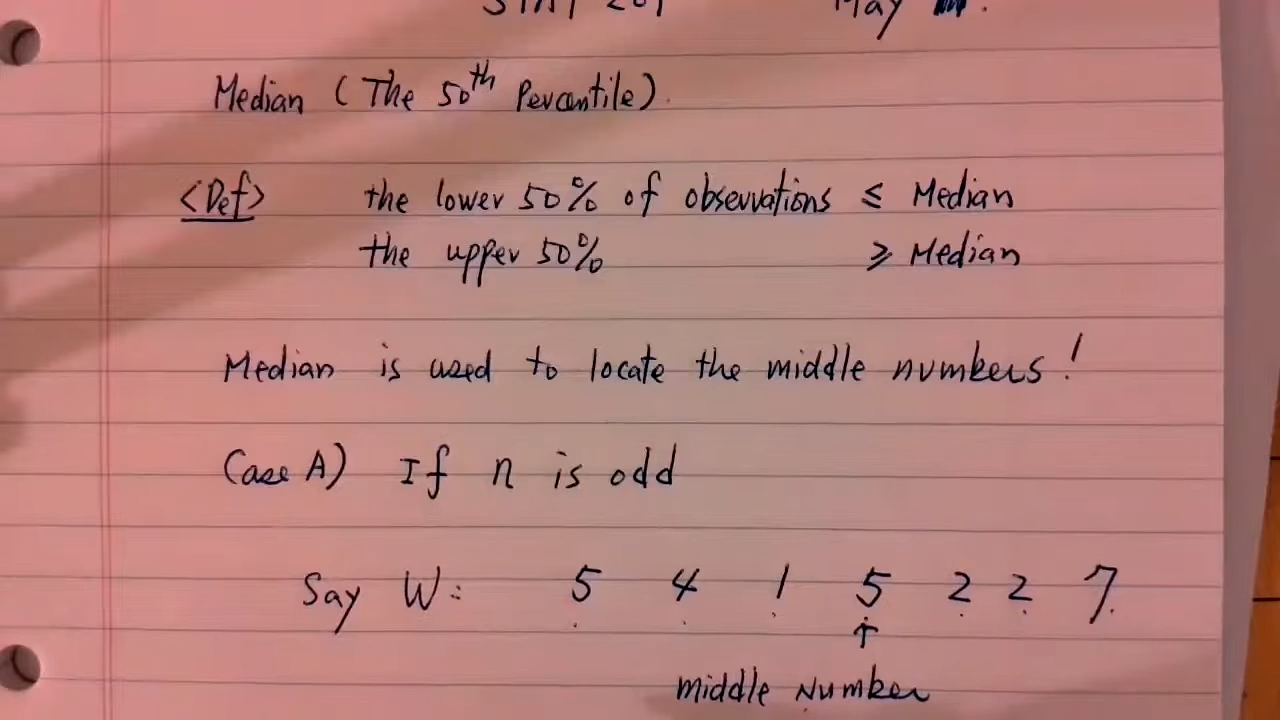 May
Median (The 50th Percentile).
<Def> the lower 50% of observations ≤ Median
the upper 50% ≥ Median
Median is used to locate the middle numbers!
Case A) If n is odd
Say W: 5 4 1 5 2 2 7
↑
middle number